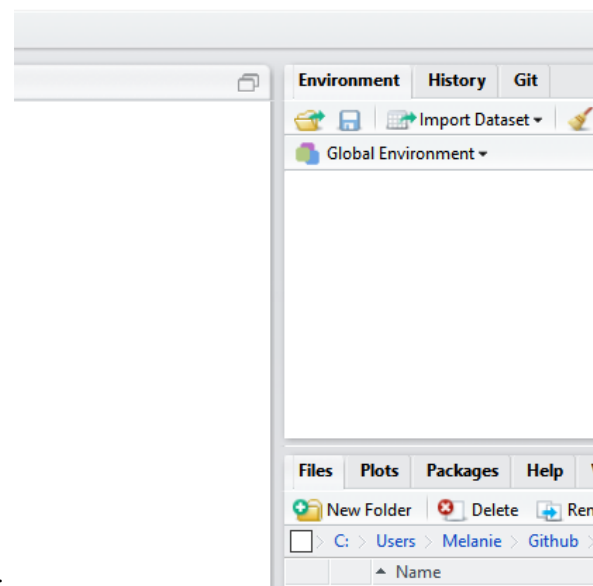 Environment History Git
Import Dataset
Global Environment
Files Plots Packages Help
New Folder Delete
C: > Users > Melanie > Github >
Name
.